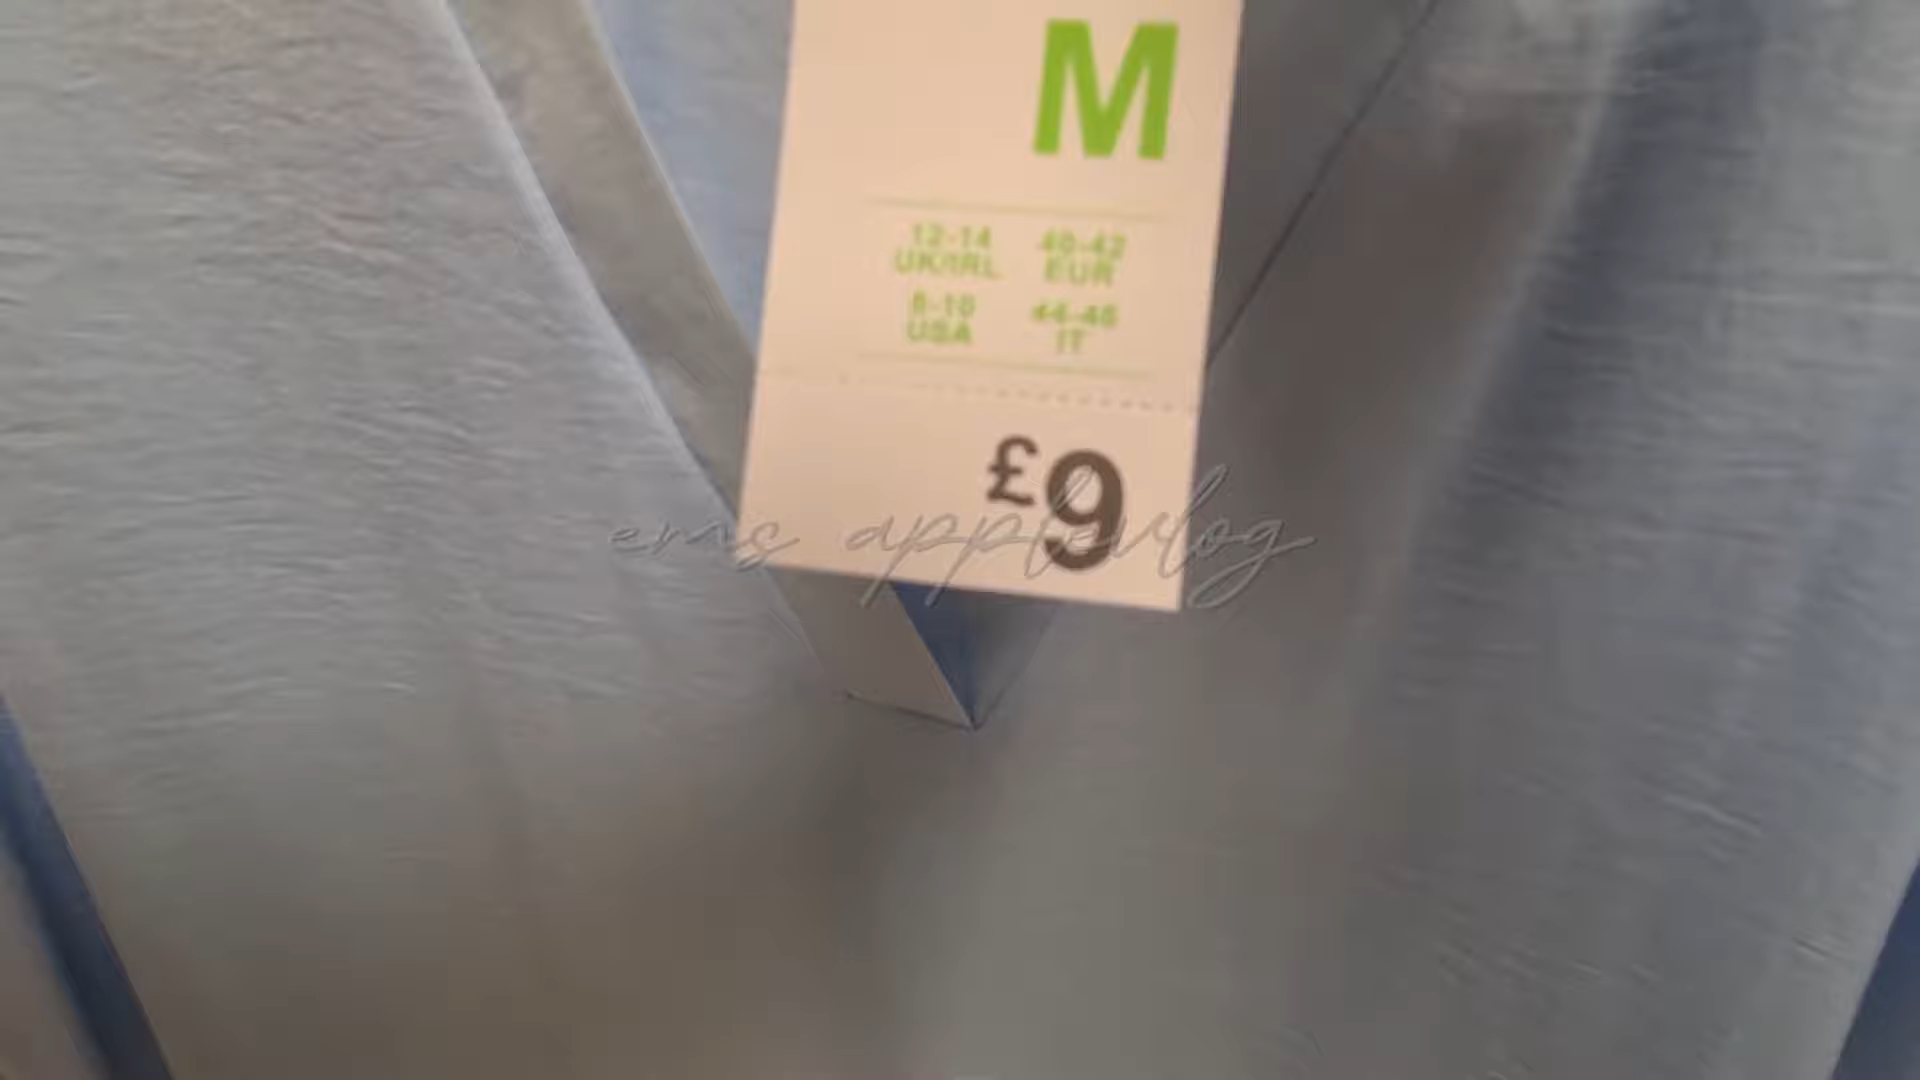 M
12-14 40-42
UK/IRL EUR
8-10 44-46
USA IT
£9
ems applevlog